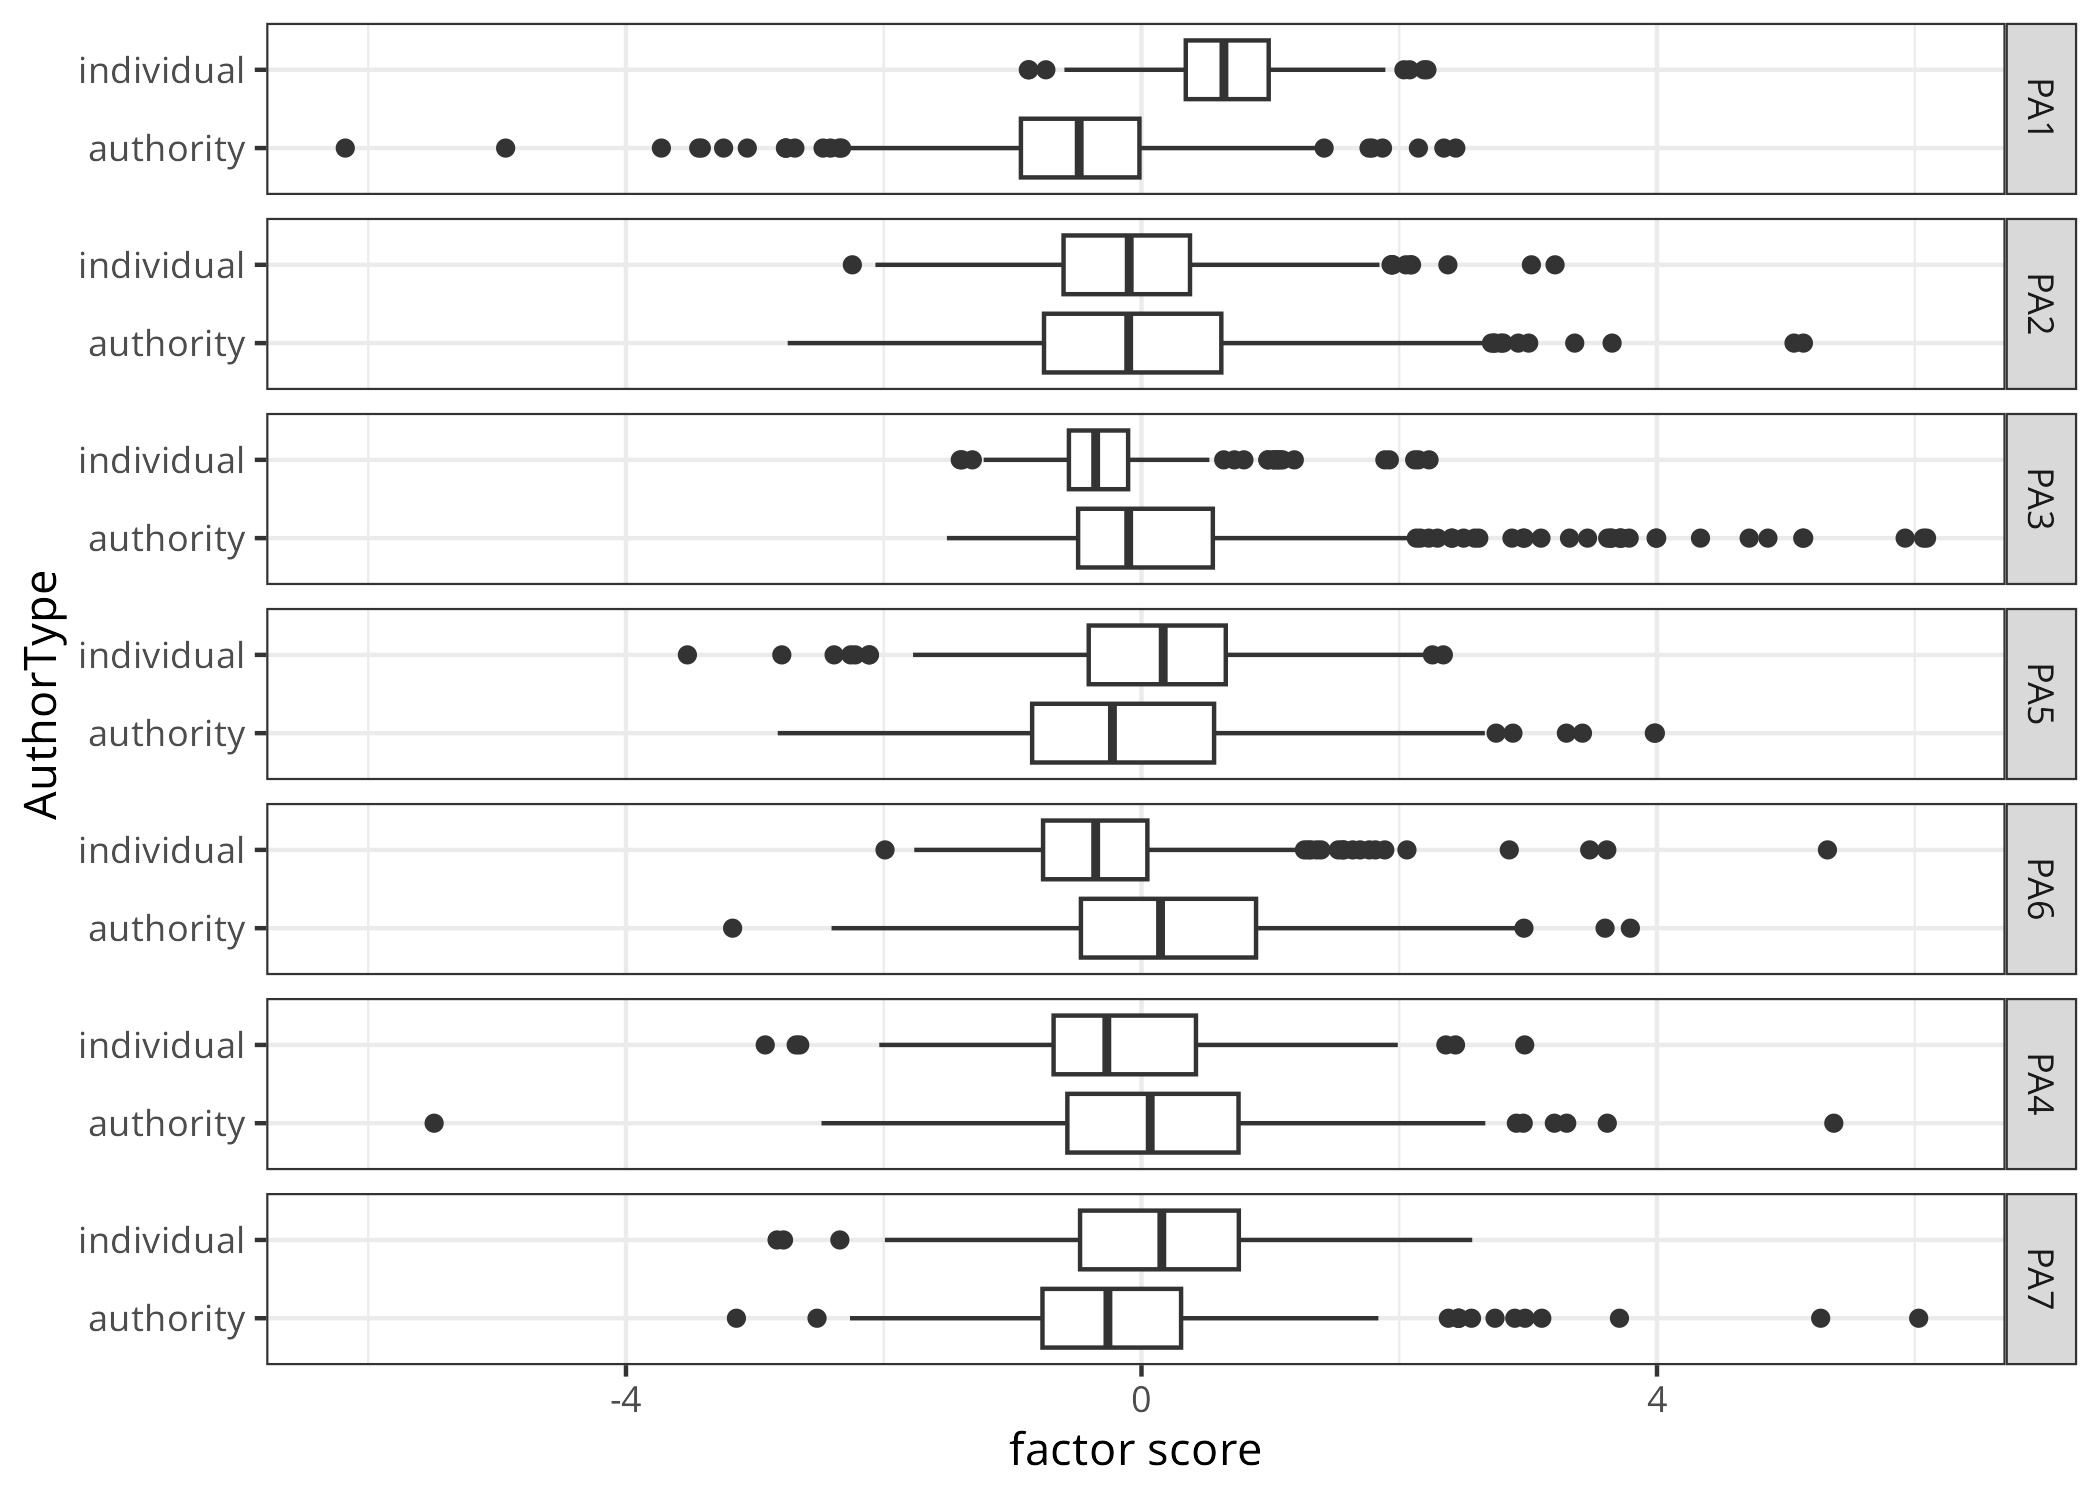 AuthorType
individual
authority
PA1
individual
authority
PA2
individual
authority
PA3
individual
authority
PA5
individual
authority
PA6
individual
authority
PA4
individual
authority
PA7
-4 0 4
factor score